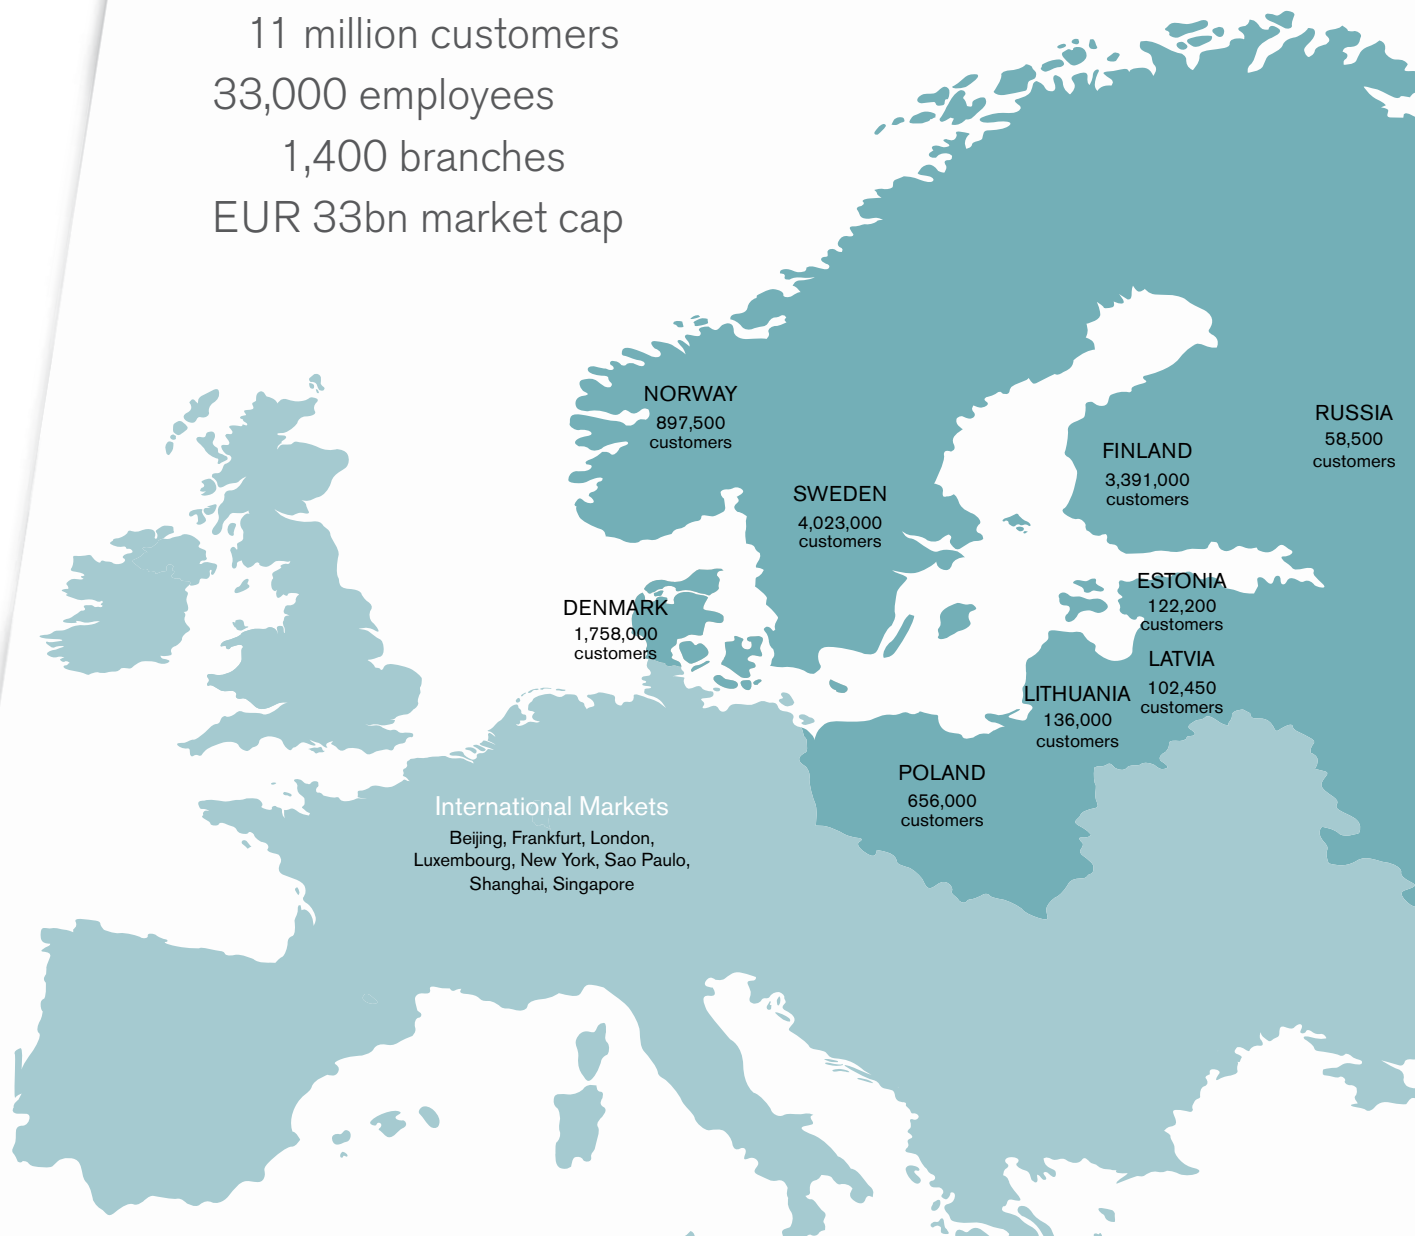 11 million customers
33,000 employees
1,400 branches
EUR 33bn market cap
NORWAY
897,500
customers
RUSSIA
58,500
customers
FINLAND
3,391,000
customers
SWEDEN
4,023,000
customers
ESTONIA
122,200
customers
DENMARK
1,758,000
customers
LATVIA
102,450
customers
LITHUANIA
136,000
customers
POLAND
656,000
customers
International Markets
Beijing, Frankfurt, London,
Luxembourg, New York, Sao Paulo,
Shanghai, Singapore